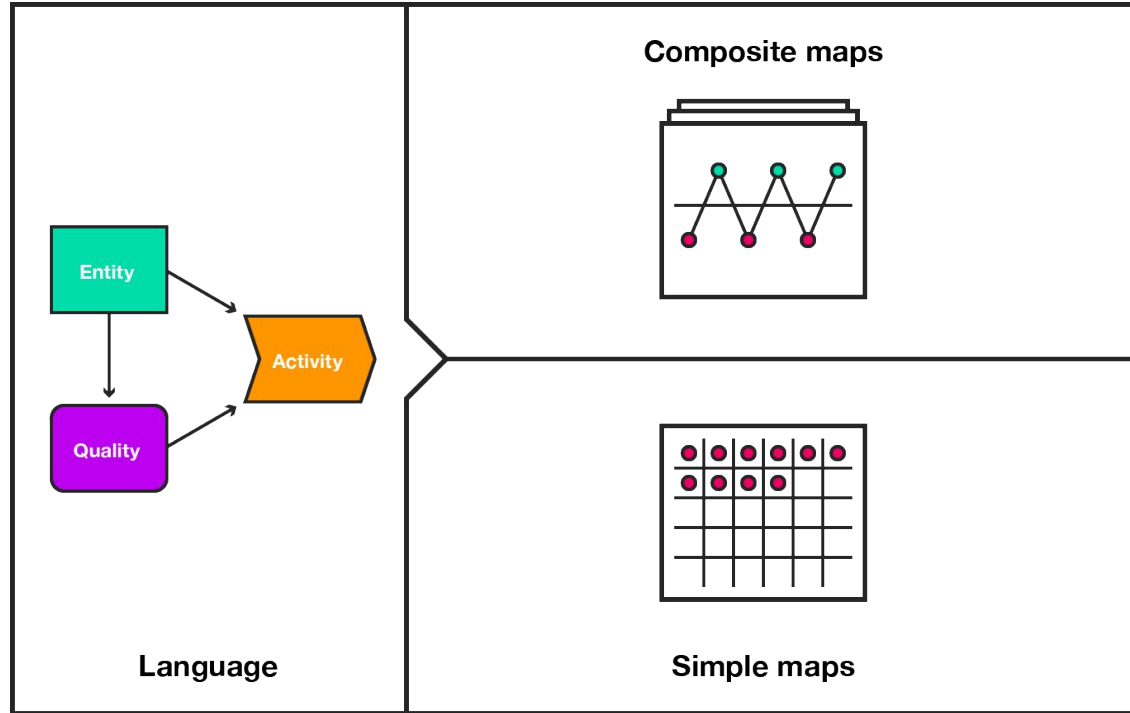 Composite maps
Entity
Activity
Quality
Language
Simple maps